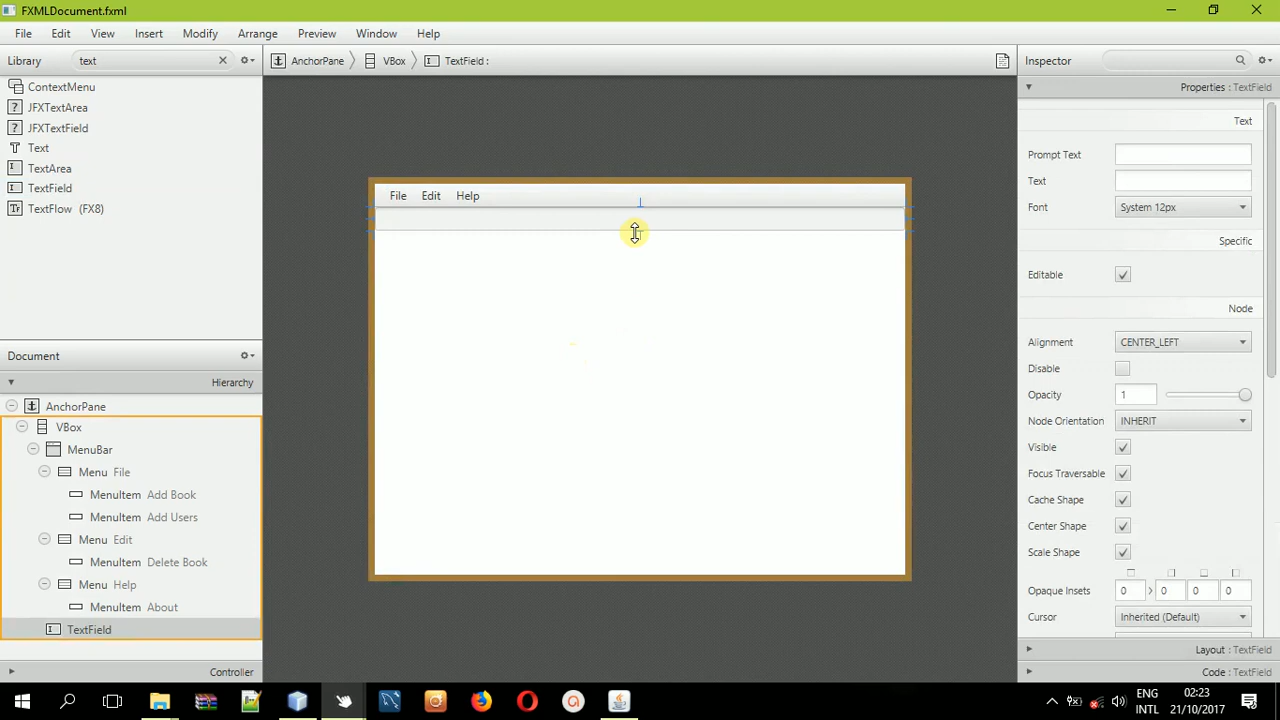 FXMLDocument.fxml
File Edit View Insert Modify Arrange Preview Window Help
Library text
AnchorPane VBox TextField :
Inspector
ContextMenu
JFXTextArea
JFXTextField
Text
TextArea
TextField
TextFlow (FX8)
File Edit Help
Properties : TextField
Text
Prompt Text
Text
Font System 12px
Specific
Editable
Node
Alignment CENTER_LEFT
Disable
Opacity 1
Node Orientation INHERIT
Visible
Focus Traversable
Cache Shape
Center Shape
Scale Shape
Opaque Insets 0 0 0 0
Cursor Inherited (Default)
Layout : TextField
Code : TextField
Document
Hierarchy
AnchorPane
VBox
MenuBar
Menu File
MenuItem Add Book
MenuItem Add Users
Menu Edit
MenuItem Delete Book
Menu Help
MenuItem About
TextField
Controller
ENG
INTL
02:23
21/10/2017